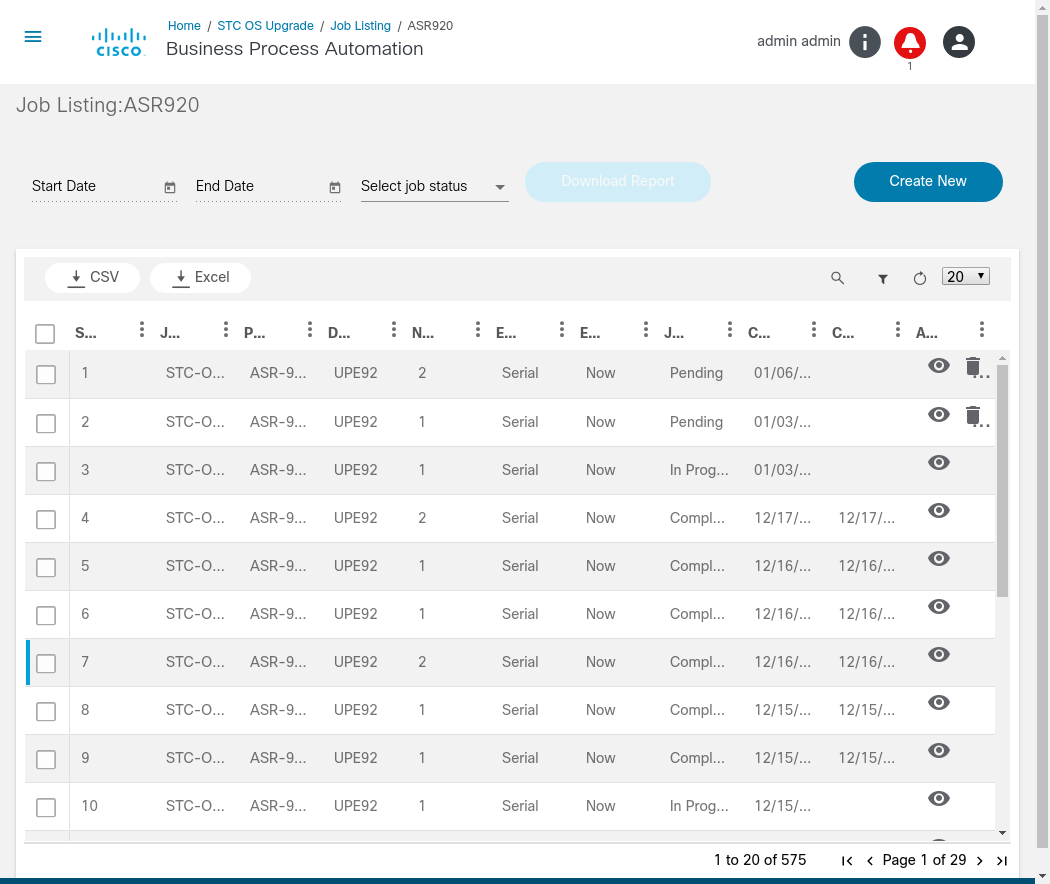 Home / STC OS Upgrade / Job Listing / ASR920
CISCO
Business Process Automation
admin admin
1
Job Listing:ASR920
Start Date End Date Select job status Download Report Create New
CSV Excel 20
S... J... P... D... N... E... E... J... C... C... A...
1 STC-O... ASR-9... UPE92 2 Serial Now Pending 01/06/... ...
2 STC-O... ASR-9... UPE92 1 Serial Now Pending 01/03/... ...
3 STC-O... ASR-9... UPE92 1 Serial Now In Prog... 01/03/...
4 STC-O... ASR-9... UPE92 2 Serial Now Compl... 12/17/... 12/17/...
5 STC-O... ASR-9... UPE92 1 Serial Now Compl... 12/16/... 12/16/...
6 STC-O... ASR-9... UPE92 1 Serial Now Compl... 12/16/... 12/16/...
7 STC-O... ASR-9... UPE92 2 Serial Now Compl... 12/16/... 12/16/...
8 STC-O... ASR-9... UPE92 1 Serial Now Compl... 12/15/... 12/15/...
9 STC-O... ASR-9... UPE92 1 Serial Now Compl... 12/15/... 12/15/...
10 STC-O... ASR-9... UPE92 1 Serial Now In Prog... 12/15/...
1 to 20 of 575 Page 1 of 29